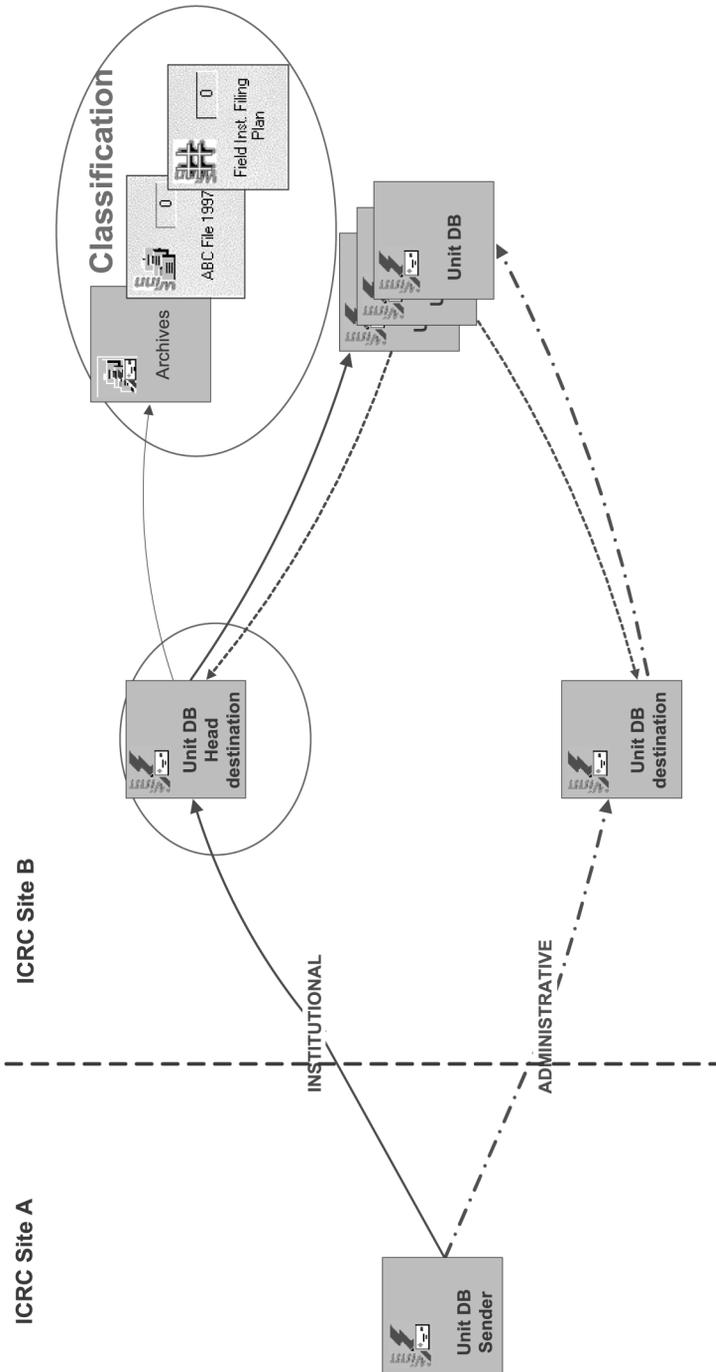 ICRC Site A
ICRC Site B
Unit DB
Sender
INSTITUTIONAL
ADMINISTRATIVE
Unit DB
Head
destination
Unit DB
destination
Classification
Archives
0
ABC File 1997
0
Field Inst. Filing
Plan
U
U
Unit DB